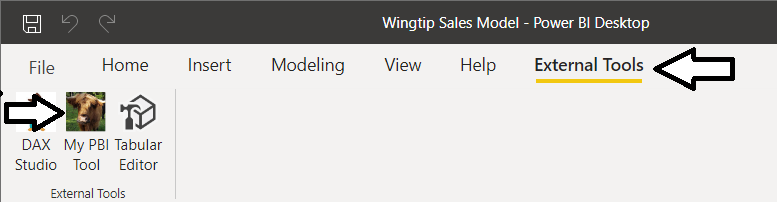 Wingtip Sales Model - Power BI Desktop
File Home Insert Modeling View Help External Tools
DAX My PBI Tabular
Studio Tool Editor
External Tools